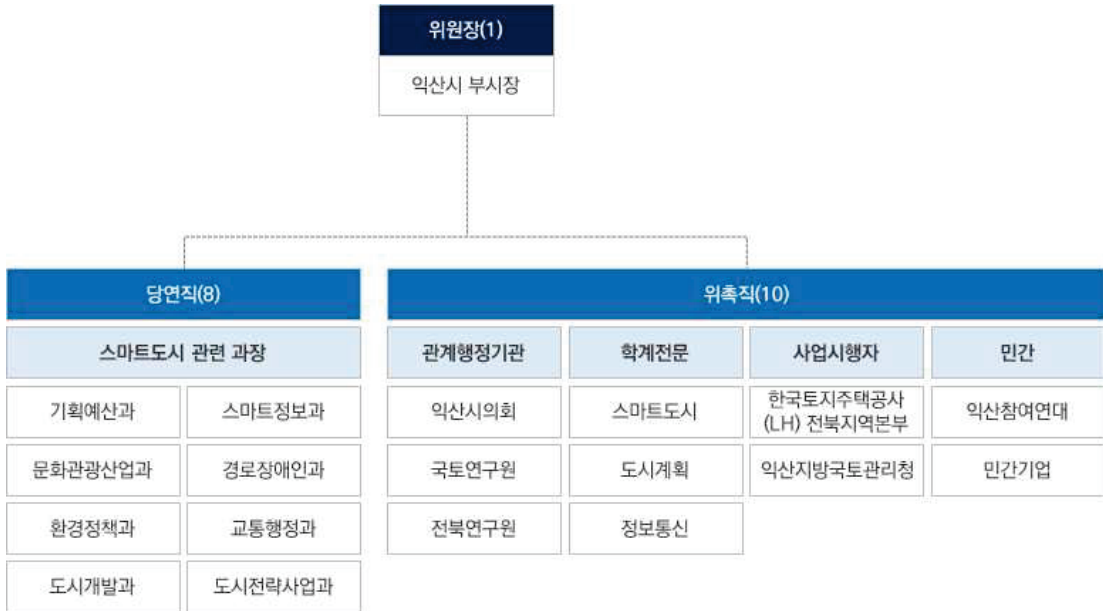 위원장(1)
익산시 부시장
당연직(8)
위촉직(10)
스마트도시 관련 과장
관계행정기관
학계전문
사업시행자
민간
기획예산과
스마트정보과
익산시의회
스마트도시
한국토지주택공사
(LH) 전북지역본부
익산참여연대
문화관광산업과
경로장애인과
국토연구원
도시계획
익산지방국토관리청
민간기업
환경정책과
교통행정과
전북연구원
정보통신
도시개발과
도시전략사업과